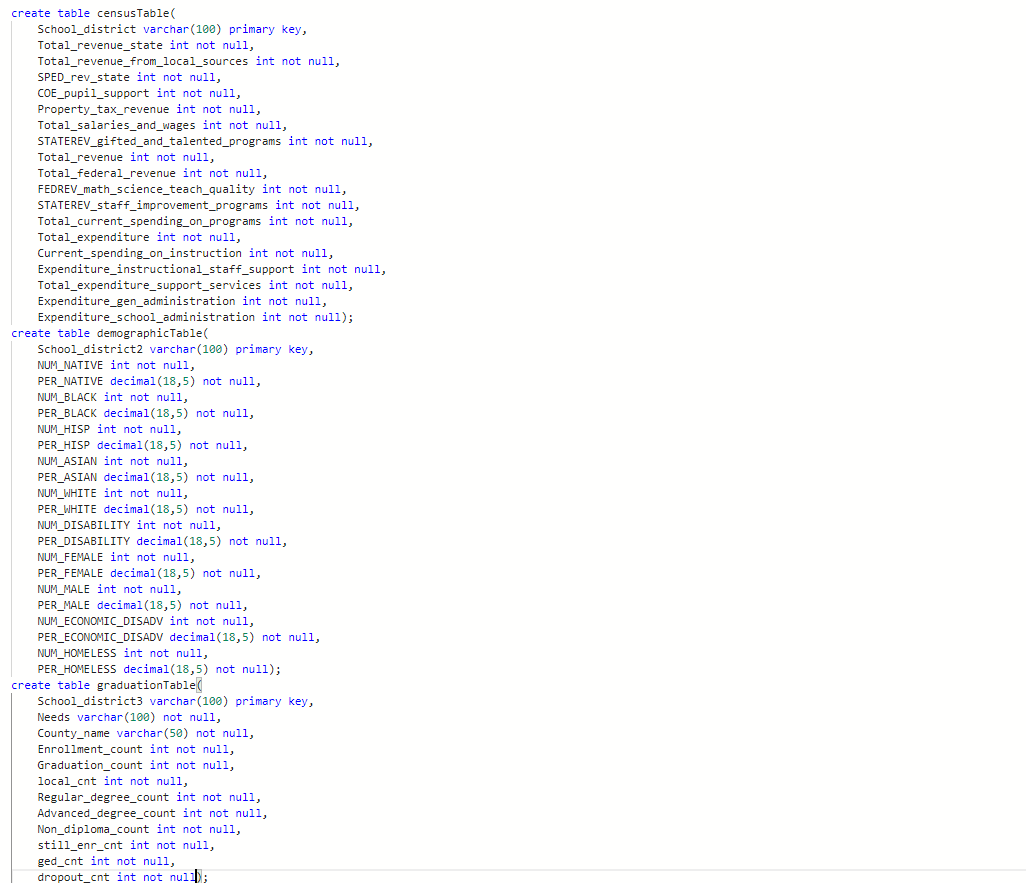 create table censusTable(
School_district varchar(100) primary key,
Total_revenue_state int not null,
Total_revenue_from_local_sources int not null,
SPED_rev_state int not null,
COE_pupil_support int not null,
Property_tax_revenue int not null,
Total_salaries_and_wages int not null,
STATEREV_gifted_and_talented_programs int not null,
Total_revenue int not null,
Total_federal_revenue int not null,
FEDREV_math_science_teach_quality int not null,
STATEREV_staff_improvement_programs int not null,
Total_current_spending_on_programs int not null,
Total_expenditure int not null,
Current_spending_on_instruction int not null,
Expenditure_instructional_staff_support int not null,
Total_expenditure_support_services int not null,
Expenditure_gen_administration int not null,
Expenditure_school_administration int not null);
create table demographicTable(
School_district2 varchar(100) primary key,
NUM_NATIVE int not null,
PER_NATIVE decimal(18,5) not null,
NUM_BLACK int not null,
PER_BLACK decimal(18,5) not null,
NUM_HISP int not null,
PER_HISP decimal(18,5) not null,
NUM_ASIAN int not null,
PER_ASIAN decimal(18,5) not null,
NUM_WHITE int not null,
PER_WHITE decimal(18,5) not null,
NUM_DISABILITY int not null,
PER_DISABILITY decimal(18,5) not null,
NUM_FEMALE int not null,
PER_FEMALE decimal(18,5) not null,
NUM_MALE int not null,
PER_MALE decimal(18,5) not null,
NUM_ECONOMIC_DISADV int not null,
PER_ECONOMIC_DISADV decimal(18,5) not null,
NUM_HOMELESS int not null,
PER_HOMELESS decimal(18,5) not null);
create table graduationTable(
School_district3 varchar(100) primary key,
Needs varchar(100) not null,
County_name varchar(50) not null,
Enrollment_count int not null,
Graduation_count int not null,
local_cnt int not null,
Regular_degree_count int not null,
Advanced_degree_count int not null,
Non_diploma_count int not null,
still_enr_cnt int not null,
ged_cnt int not null,
dropout_cnt int not null);